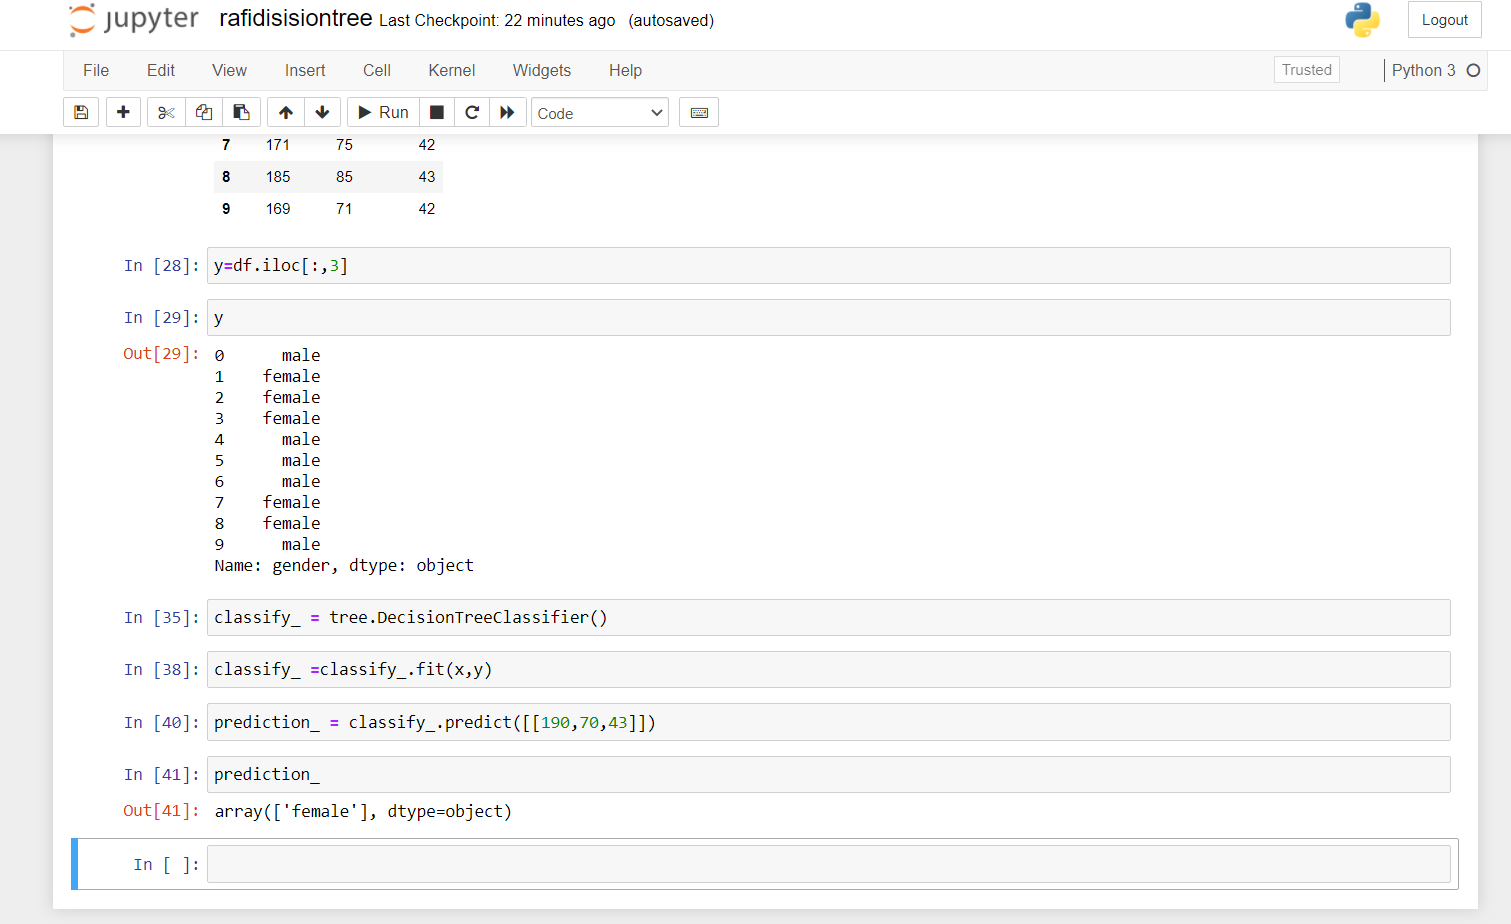 jupyter rafidisisiontree Last Checkpoint: 22 minutes ago (autosaved) Logout
File Edit View Insert Cell Kernel Widgets Help Trusted Python 3
Run Code
7 171 75 42
8 185 85 43
9 169 71 42
In [28]: y=df.iloc[:,3]
In [29]: y
Out[29]: 0 male
1 female
2 female
3 female
4 male
5 male
6 male
7 female
8 female
9 male
Name: gender, dtype: object
In [35]: classify_ = tree.DecisionTreeClassifier()
In [38]: classify_ =classify_.fit(x,y)
In [40]: prediction_ = classify_.predict([[190,70,43]])
In [41]: prediction_
Out[41]: array(['female'], dtype=object)
In [ ]: